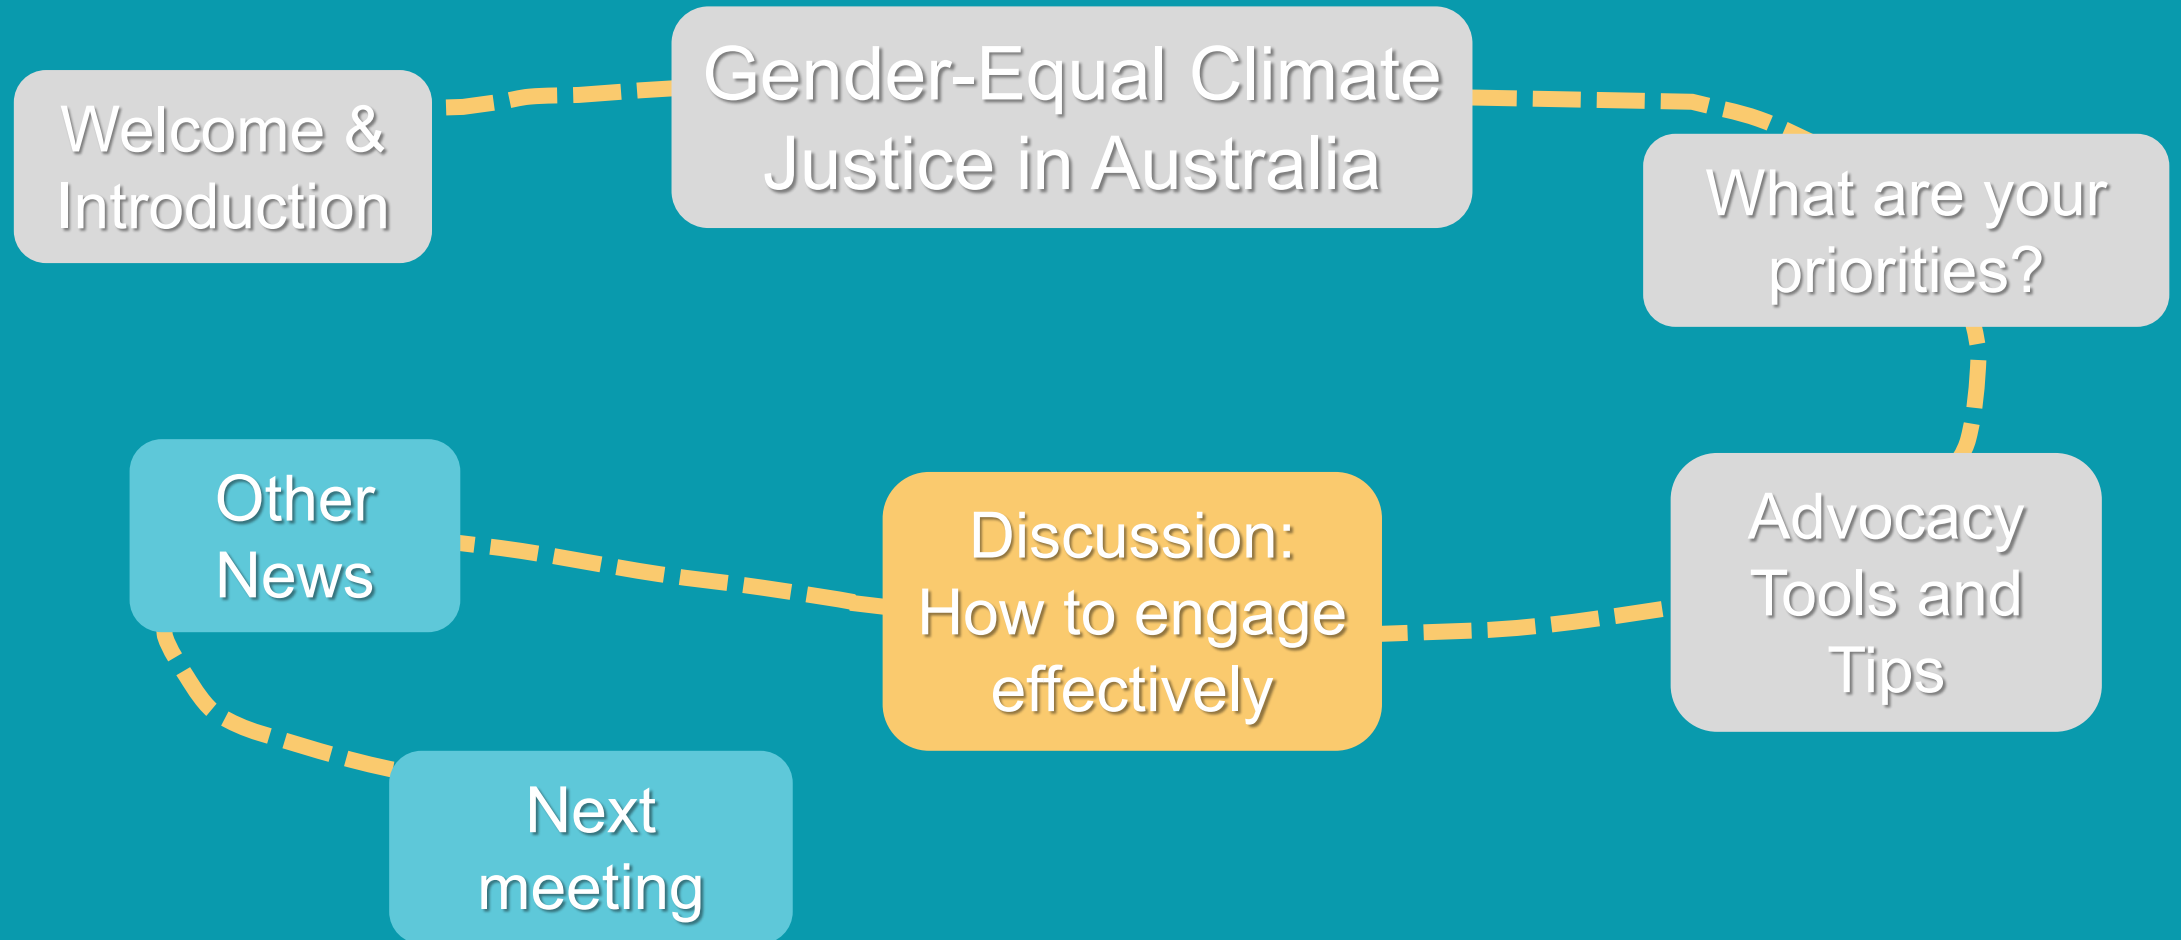 Welcome &
Introduction
Gender-Equal Climate
Justice in Australia
What are your
priorities?
Advocacy
Tools and
Tips
Discussion:
How to engage
effectively
Other
News
Next
meeting